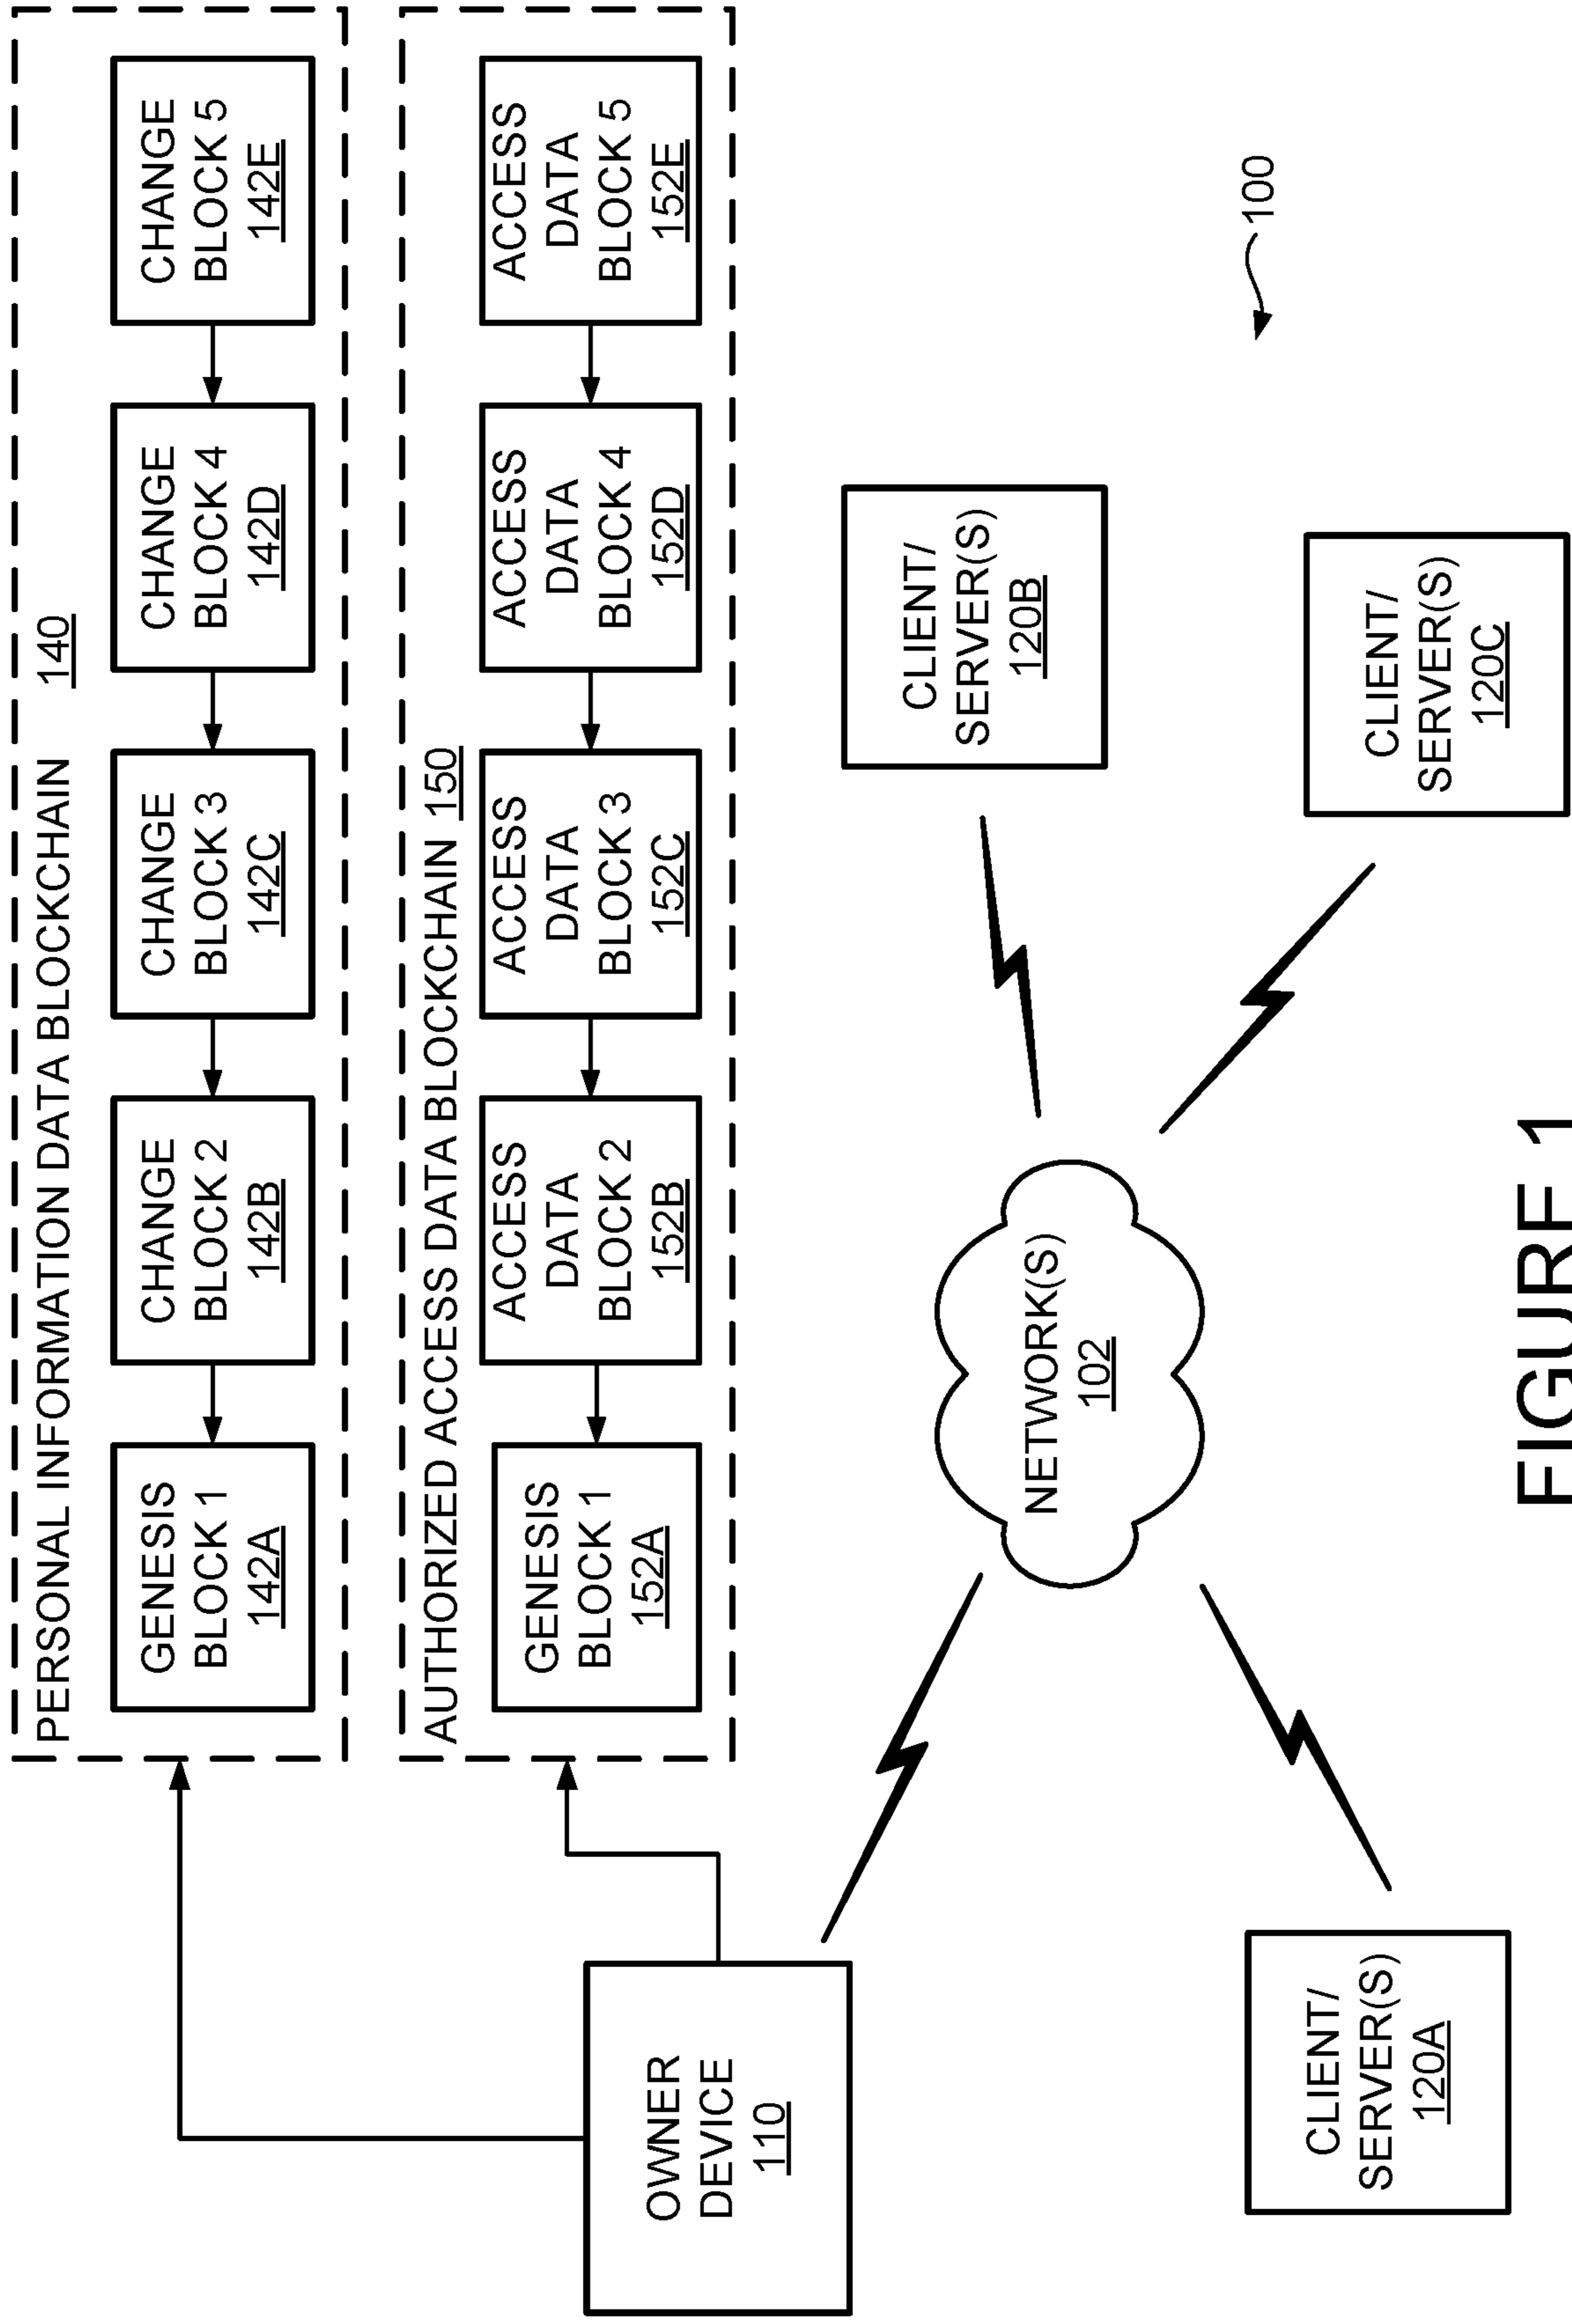 PERSONAL INFORMATION DATA BLOCKCHAIN 140
GENESIS
BLOCK 1
142A
CHANGE
BLOCK 2
142B
CHANGE
BLOCK 3
142C
CHANGE
BLOCK 4
142D
CHANGE
BLOCK 5
142E
AUTHORIZED ACCESS DATA BLOCKCHAIN 150
GENESIS
BLOCK 1
152A
ACCESS
DATA
BLOCK 2
152B
ACCESS
DATA
BLOCK 3
152C
ACCESS
DATA
BLOCK 4
152D
ACCESS
DATA
BLOCK 5
152E
OWNER
DEVICE
110
NETWORK(S)
102
CLIENT/
SERVER(S)
120B
CLIENT/
SERVER(S)
120A
CLIENT/
SERVER(S)
120C
100
FIGURE 1